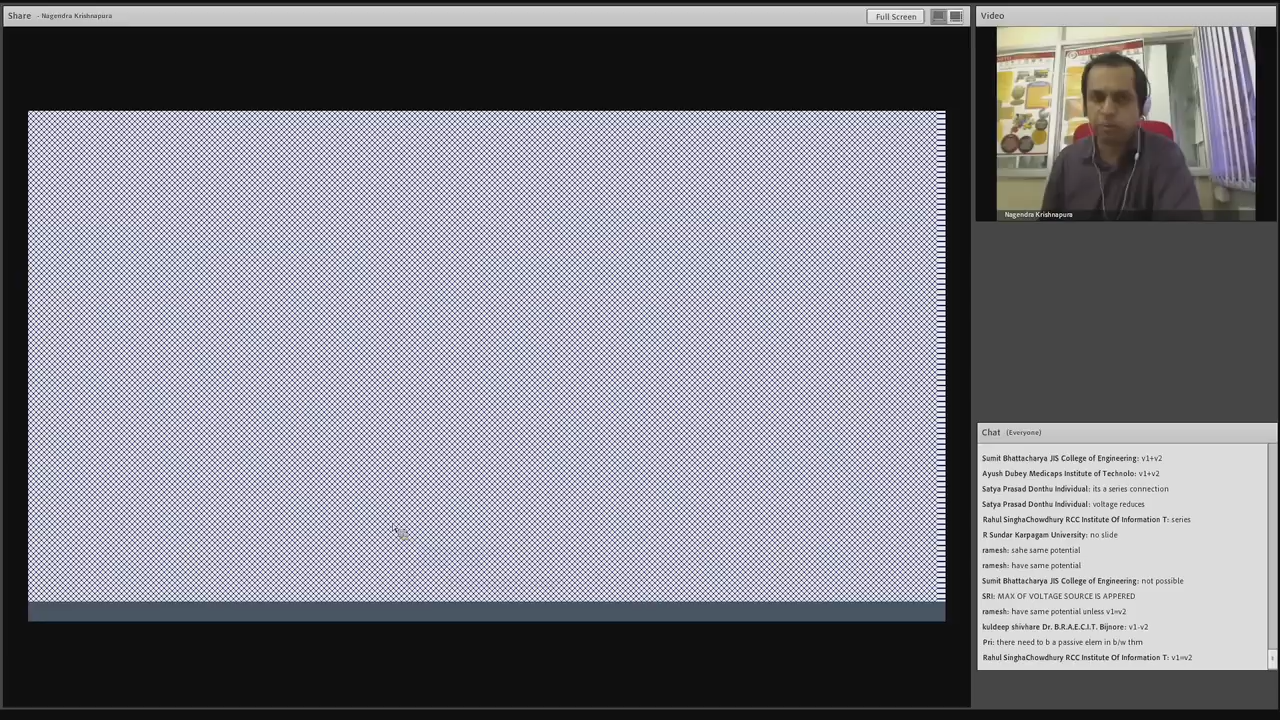 Share - Nagendra Krishnapura
Full Screen
Video
Nagendra Krishnapura
Chat (Everyone)
Sumit Bhattacharya JIS College of Engineering: v1+v2
Ayush Dubey Medicaps Institute of Technolo: v1+v2
Satya Prasad Donthu Individual: its a series connection
Satya Prasad Donthu Individual: voltage reduces
Rahul SinghaChowdhury RCC Institute Of Information T: series
R Sundar Karpagam University: no slide
ramesh: sahe same potential
ramesh: have same potential
Sumit Bhattacharya JIS College of Engineering: not possible
SRI: MAX OF VOLTAGE SOURCE IS APPERED
ramesh: have same potential unless v1=v2
kuldeep shivhare Dr. B.R.A.E.C.I.T. Bijnore: v1-v2
Pri: there need to b a passive elem in b/w thm
Rahul SinghaChowdhury RCC Institute Of Information T: v1=v2